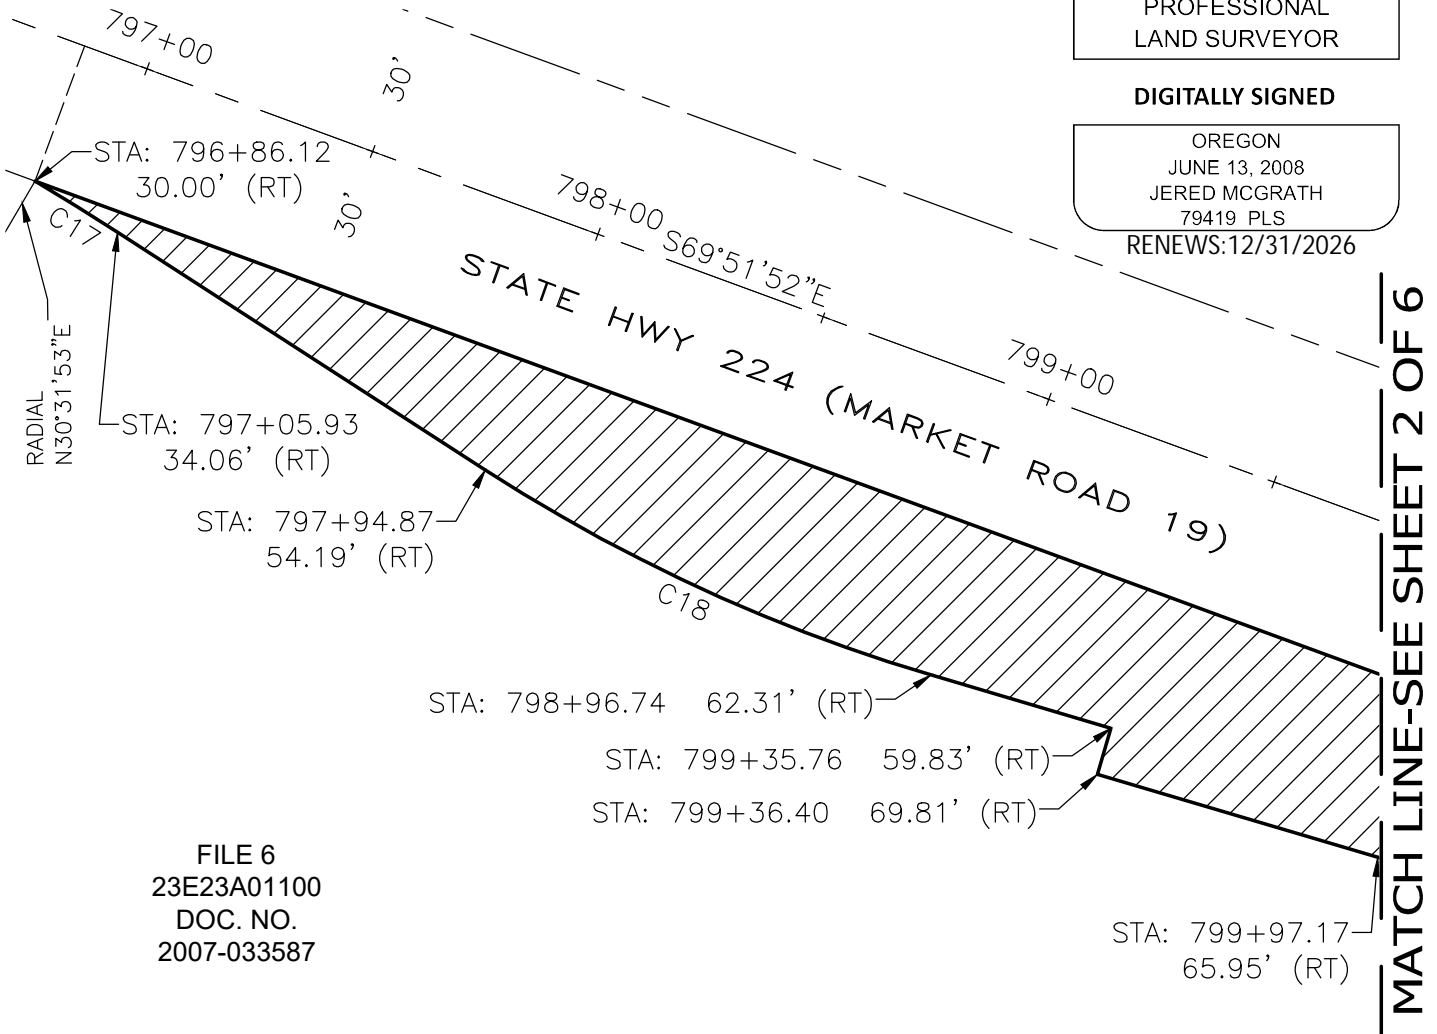 PROFESSIONAL
LAND SURVEYOR
DIGITALLY SIGNED
OREGON
JUNE 13, 2008
JERED MCGRATH
79419 PLS
RENEWS:12/31/2026
797+00
30'
STA: 796+86.12
30.00' (RT)
30'
798+00
S69°51'52"E
C17
STATE HWY 224 (MARKET ROAD 19)
799+00
RADIAL
N30°31'53"E
STA: 797+05.93
34.06' (RT)
STA: 797+94.87
54.19' (RT)
C18
STA: 798+96.74 62.31' (RT)
STA: 799+35.76 59.83' (RT)
STA: 799+36.40 69.81' (RT)
STA: 799+97.17
65.95' (RT)
MATCH LINE-SEE SHEET 2 OF 6
FILE 6
23E23A01100
DOC. NO.
2007-033587